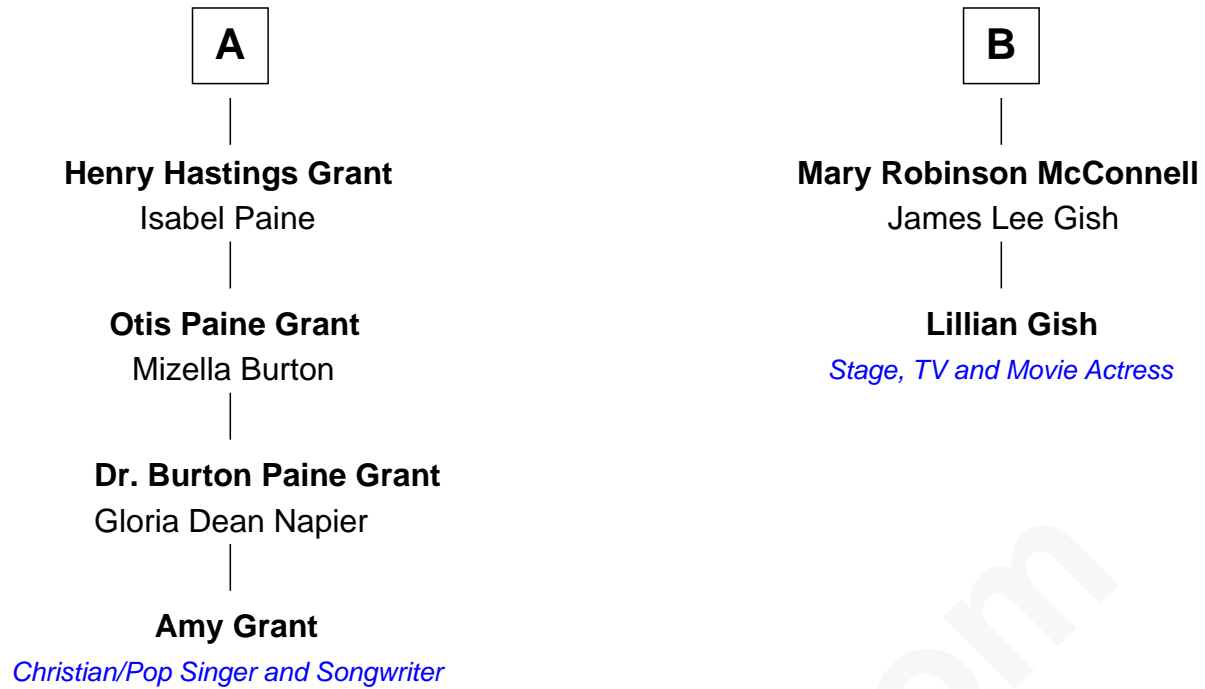 A
Henry Hastings Grant
Isabel Paine
Otis Paine Grant
Mizella Burton
Dr. Burton Paine Grant
Gloria Dean Napier
Amy Grant
Christian/Pop Singer and Songwriter
B
Mary Robinson McConnell
James Lee Gish
Lillian Gish
Stage, TV and Movie Actress
om